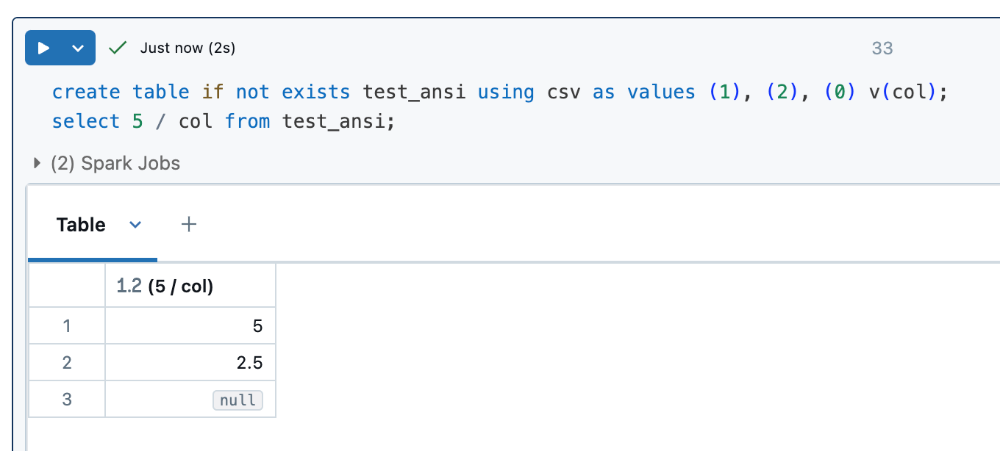 Just now (2s)
33
create table if not exists test_ansi using csv as values (1), (2), (0) v(col);
select 5 / col from test_ansi;
(2) Spark Jobs
Table
1.2 (5 / col)
1 5
2 2.5
3 null